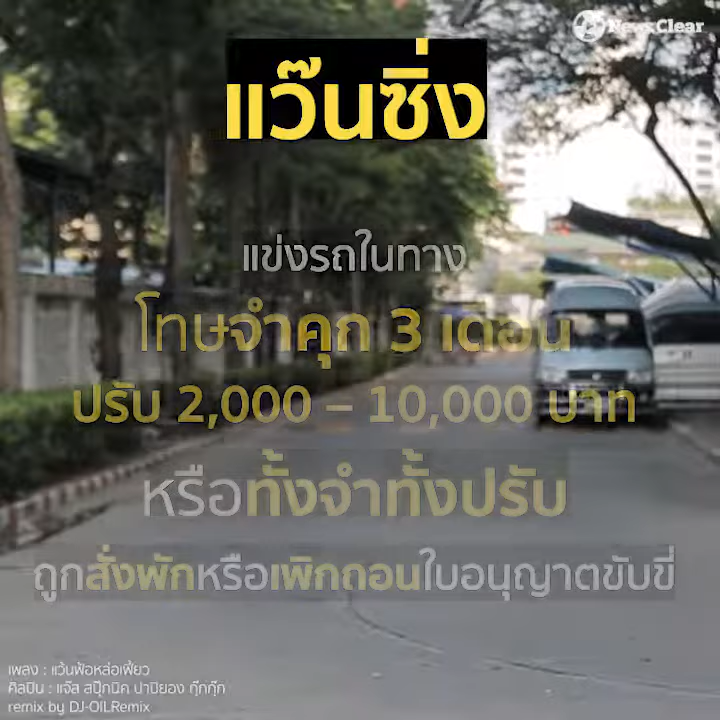 NewsClear
แว๊นซิ่ง
แข่งรถในทาง
โทษจำคุก 3 เดือน
ปรับ 2,000 – 10,000 บาท
หรือทั้งจำทั้งปรับ
ถูกสั่งพักหรือเพิกถอนใบอนุญาตขับขี่
เพลง : แว้นฟ้อหล่อเฟี้ยว
ศิลปิน : แจ๊ส สปุ๊กนิค ปาปิยอง กุ๊กกุ๊ก
remix by DJ-OILRemix